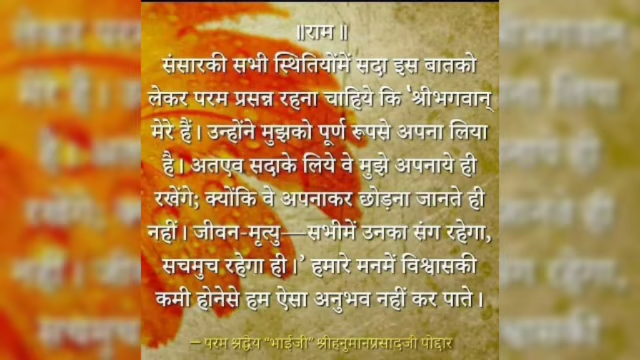 ॥राम॥
संसारकी सभी स्थितियोंमें सदा इस बातको
लेकर परम प्रसन्न रहना चाहिये कि 'श्रीभगवान्
मेरे हैं। उन्होंने मुझको पूर्ण रूपसे अपना लिया
है। अतएव सदाके लिये वे मुझे अपनाये ही
रखेंगे; क्योंकि वे अपनाकर छोड़ना जानते ही
नहीं। जीवन-मृत्यु—सभीमें उनका संग रहेगा,
सचमुच रहेगा ही।' हमारे मनमें विश्वासकी
कमी होनेसे हम ऐसा अनुभव नहीं कर पाते।
— परम श्रद्धेय "भाईजी" श्रीहनुमानप्रसादजी पोद्दार